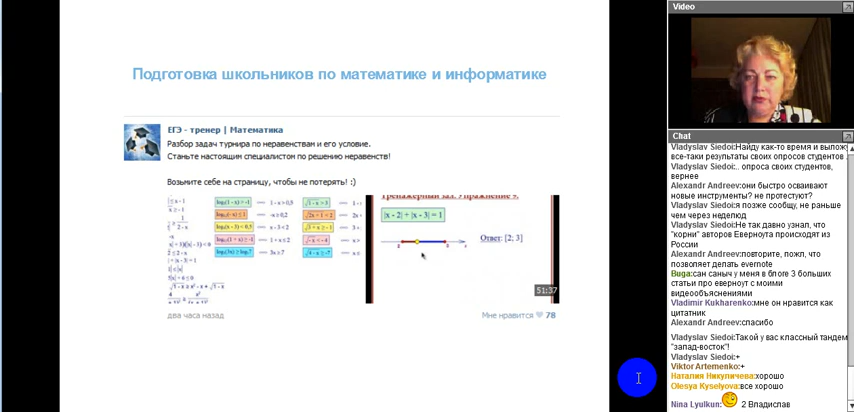 Подготовка школьников по математике и информатике
ЕГЭ - тренер | Математика
Разбор задач турнира по неравенствам и его условие.
Станьте настоящим специалистом по решению неравенств!
Возьмите себе на страницу, чтобы не потерять! :)
|x - 2| + |x - 3| = 1
Ответ: [2; 3]
51:37
два часа назад
Мне нравится 78
Video
Chat
Vladyslav Siedoi:Найду как-то время и вылож
все-таки результаты своих опросов студентов
Vladyslav Siedoi:.. опроса своих студентов,
вернее
Alexandr Andreev:они быстро осваивают
новые инструменты? не протестуют?
Vladyslav Siedoi:я позже сообщу, не раньше
чем через неделю
Vladyslav Siedoi:Не так давно узнал, что
"корни" авторов Еверноута происходят из
России
Alexandr Andreev:повторите, пожл, что
позволяет делать evernote
Buga:сан саныч у меня в блоге 3 больших
статьи про еверноут с моими
видеообъяснениями
Vladimir Kukharenko:мне он нравится как
цитатник
Alexandr Andreev:спасибо
Vladyslav Siedoi:Такой у вас классный тандем
"запад-восток"!
Vladyslav Siedoi:+
Viktor Artemenko:+
Наталия Никуличева:хорошо
Olesya Kyselyova:все хорошо
Nina Lyulkun: 2 Владислав